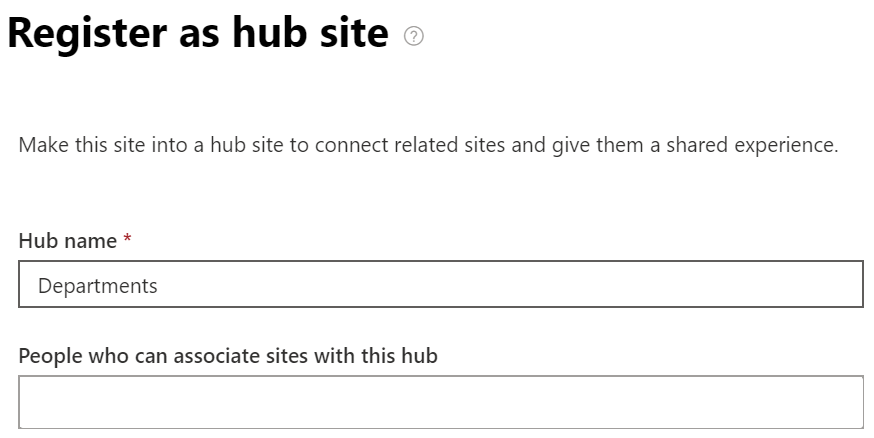 Register as hub site ?
Make this site into a hub site to connect related sites and give them a shared experience.
Hub name *
Departments
People who can associate sites with this hub